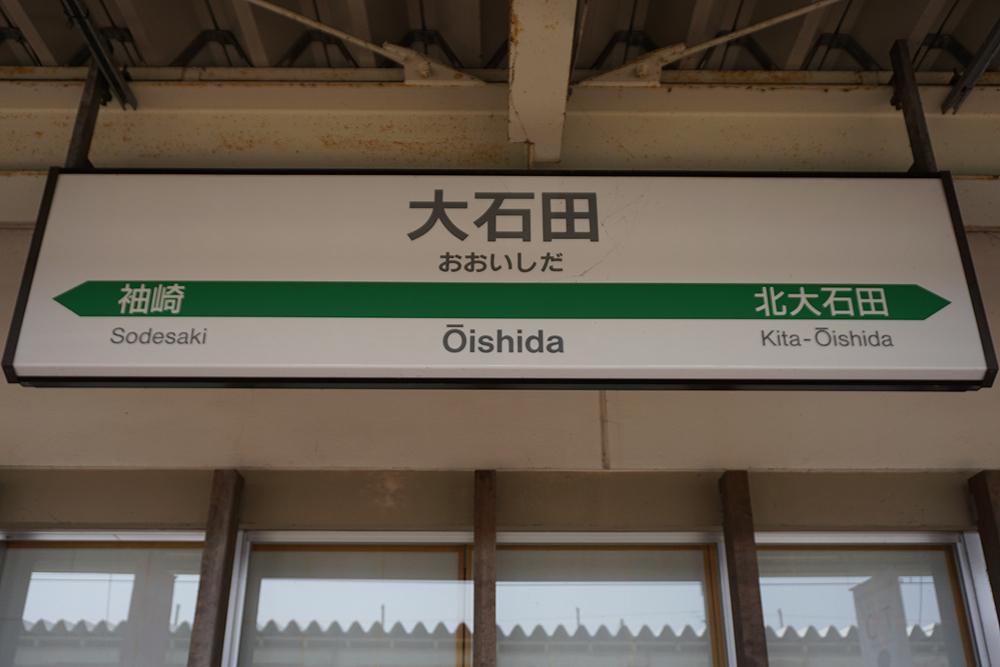 大石田
おおいしだ
袖崎
北大石田
Sodesaki
Ōishida
Kita-Ōishida